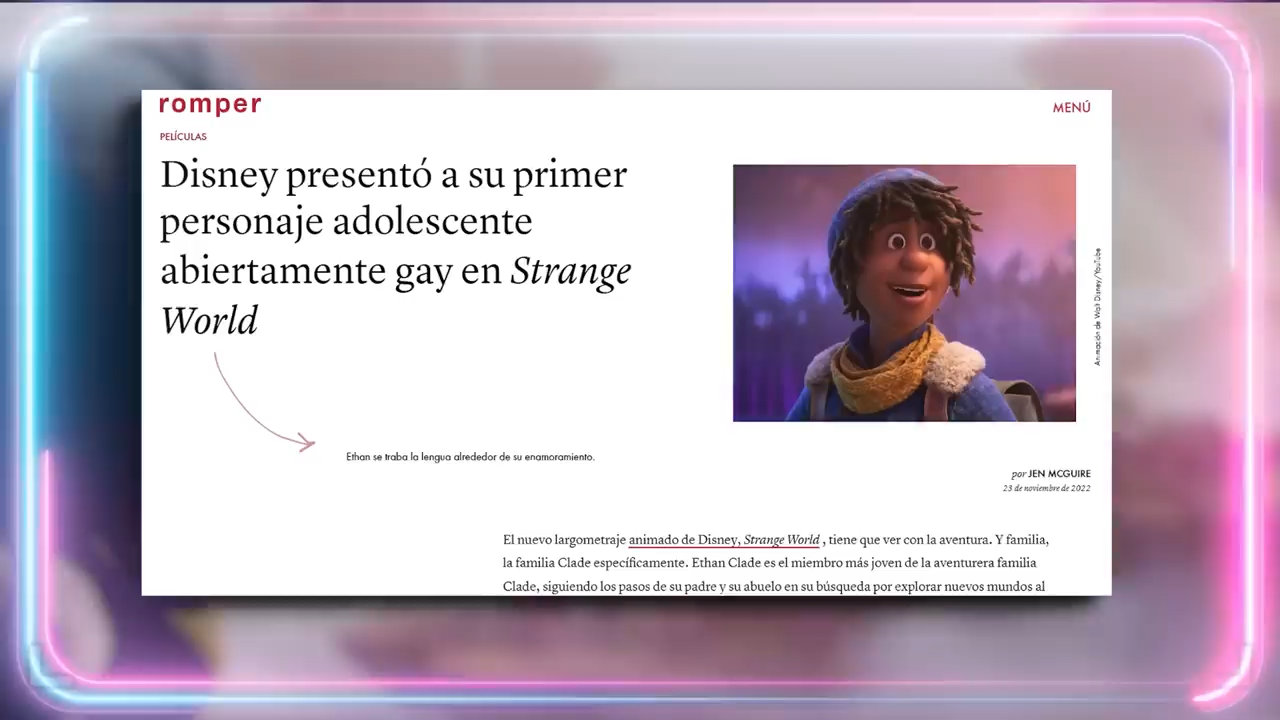 romper
MENÚ
PELÍCULAS
Disney presentó a su primer
personaje adolescente
abiertamente gay en Strange
World
Animación de Walt Disney/YouTube
Ethan se traba la lengua alrededor de su enamoramiento.
por JEN MCGUIRE
23 de noviembre de 2022
El nuevo largometraje animado de Disney, Strange World , tiene que ver con la aventura. Y familia,
la familia Clade específicamente. Ethan Clade es el miembro más joven de la aventurera familia
Clade, siguiendo los pasos de su padre y su abuelo en su búsqueda por explorar nuevos mundos al